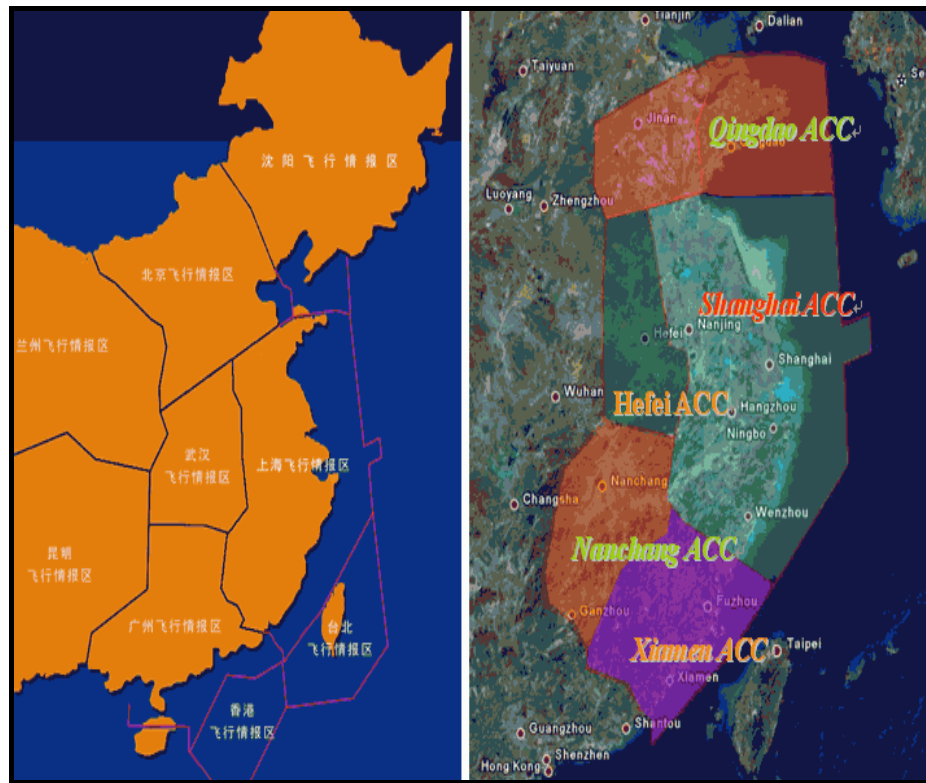 沈阳飞行情报区
北京飞行情报区
兰州飞行情报区
武汉
飞行情报区
上海飞行情报区
昆明
飞行情报区
广州飞行情报区
台北
飞行情报区
香港
飞行情报区
Tianjin
Dalian
Taiyuan
Se
Jinan
Qingdao ACC
Luoyang
Zhengzhou
Shanghai ACC
Hefei
Nanjing
Shanghai
Wuhan
Hefei ACC
Hangzhou
Ningbo
Nanchang
Changsha
Wenzhou
Nanchang ACC
Ganzhou
Fuzhou
Xiamen ACC
Taipei
Xiamen
Guangzhou
Shantou
Shenzhen
Hong Kong